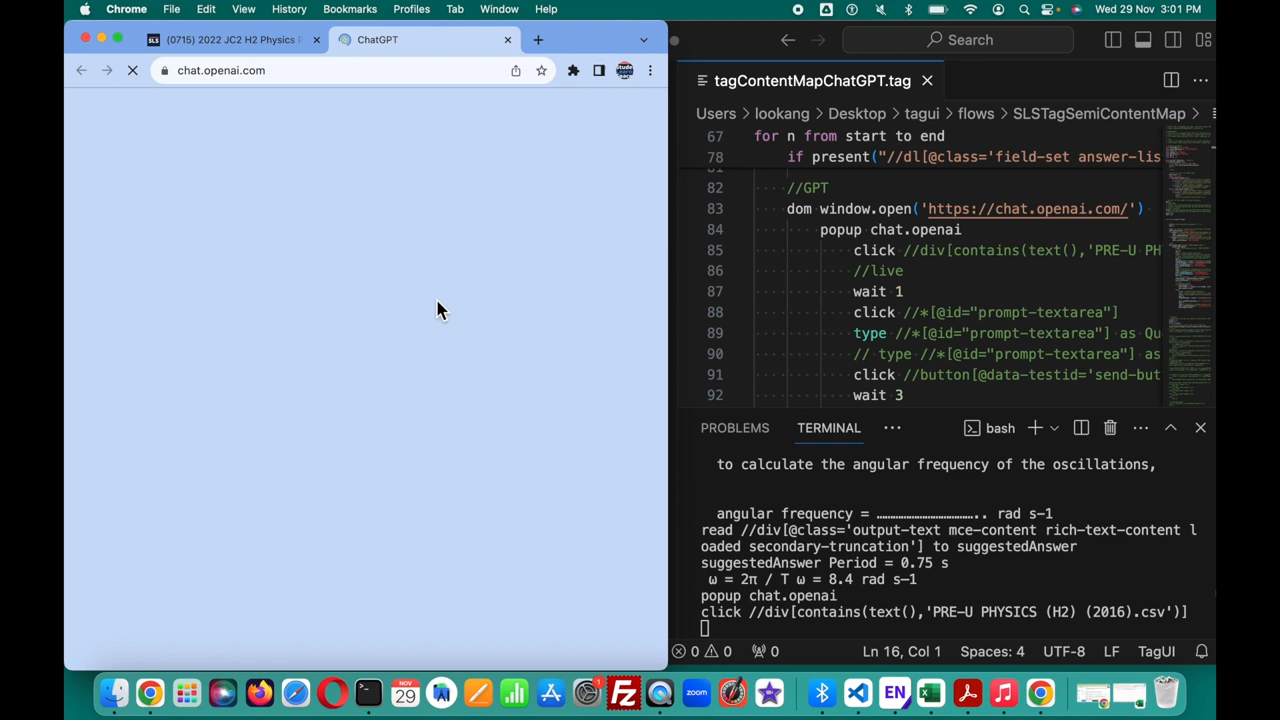 Chrome File Edit View History Bookmarks Profiles Tab Window Help
Wed 29 Nov 3:01 PM
SLS (0715) 2022 JC2 H2 Physics
ChatGPT
chat.openai.com
Search
tagContentMapChatGPT.tag
Users > lookang > Desktop > tagui > flows > SLSTagSemiContentMap >
67 for n from start to end
78 if present("//dl[@class='field-set answer-lis
82 //GPT
83 dom window.open('https://chat.openai.com/')
84 popup chat.openai
85 click //div[contains(text(),'PRE-U PH
86 //live
87 wait 1
88 click //*[@id="prompt-textarea"]
89 type //*[@id="prompt-textarea"] as Qu
90 // type //*[@id="prompt-textarea"] as
91 click //button[@data-testid='send-but
92 wait 3
PROBLEMS TERMINAL ··· bash
to calculate the angular frequency of the oscillations,
angular frequency = ………………………….. rad s-1
read //div[@class='output-text mce-content rich-text-content l
oaded secondary-truncation'] to suggestedAnswer
suggestedAnswer Period = 0.75 s
ω = 2π / T ω = 8.4 rad s-1
popup chat.openai
click //div[contains(text(),'PRE-U PHYSICS (H2) (2016).csv')]
0 0 0 Ln 16, Col 1 Spaces: 4 UTF-8 LF TagUI
NOV
29
1
FZ
zoom
EN